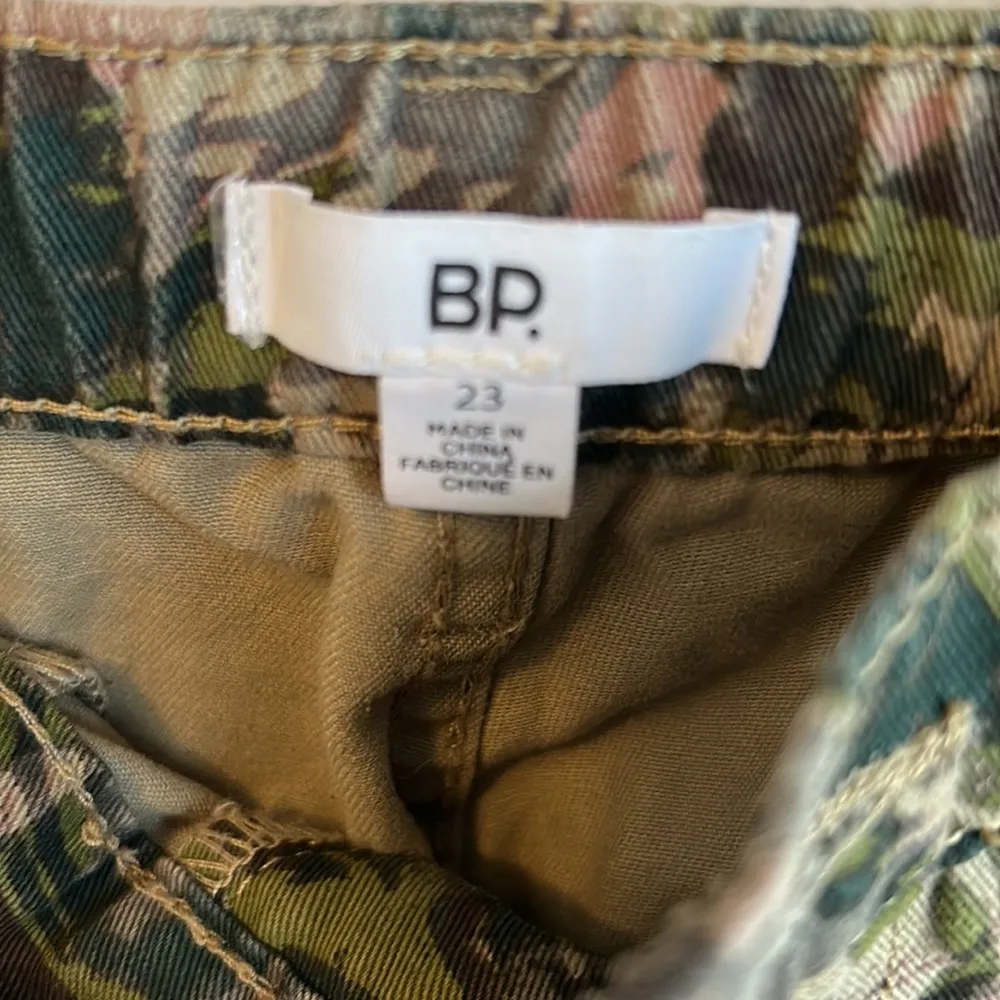 BP.
23
MADE IN
CHINA
FABRIQUÉ EN
CHINE